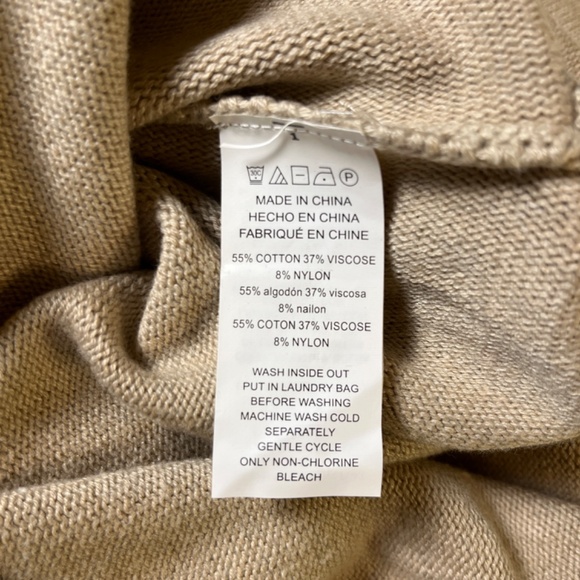 MADE IN CHINA
HECHO EN CHINA
FABRIQUÉ EN CHINE
55% COTTON 37% VISCOSE
8% NYLON
55% algodón 37% viscosa
8% nailon
55% COTON 37% VISCOSE
8% NYLON
WASH INSIDE OUT
PUT IN LAUNDRY BAG
BEFORE WASHING
MACHINE WASH COLD
SEPARATELY
GENTLE CYCLE
ONLY NON-CHLORINE
BLEACH